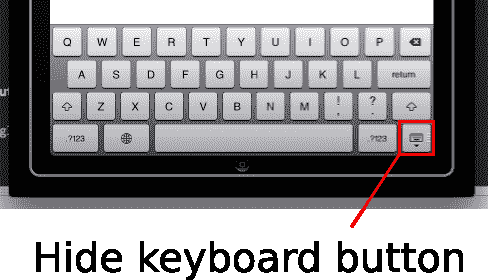 Q W E R T Y U I O P
A S D F G H J K L return
Z X C V B N M ! , ? .
.?123 .?123
Hide keyboard button